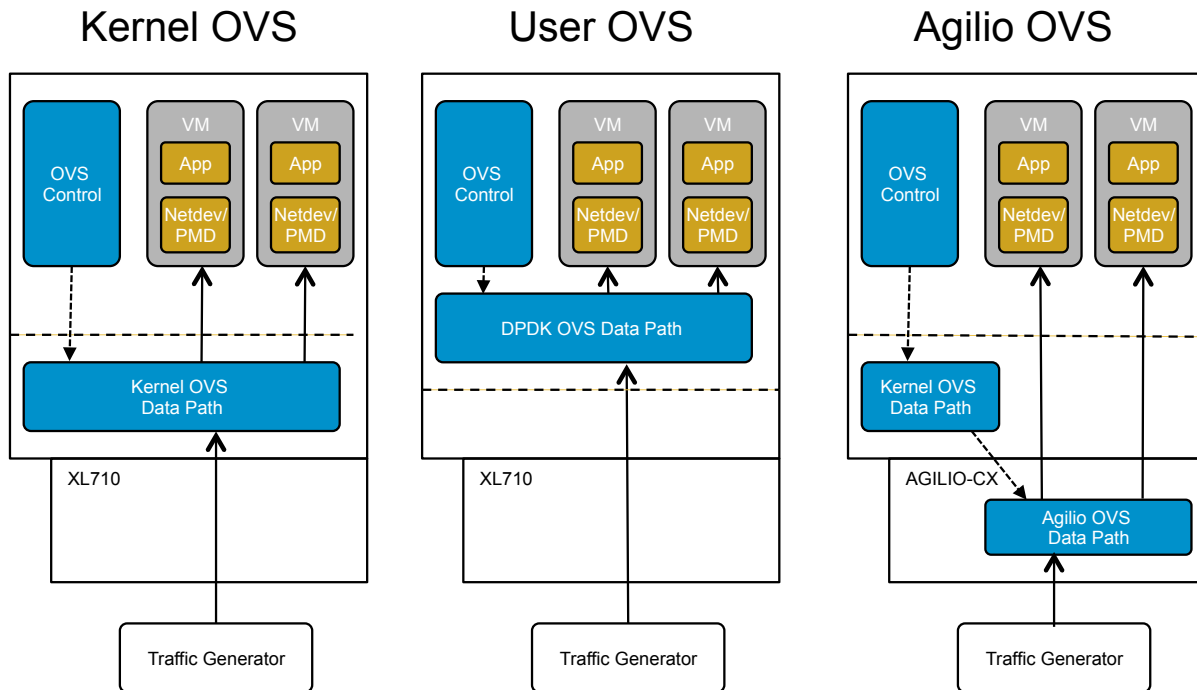 Kernel OVS
OVS
Control
VM
App
Netdev/
PMD
VM
App
Netdev/
PMD
Kernel OVS
Data Path
XL710
Traffic Generator
User OVS
OVS
Control
VM
App
Netdev/
PMD
VM
App
Netdev/
PMD
DPDK OVS Data Path
XL710
Traffic Generator
Agilio OVS
OVS
Control
VM
App
Netdev/
PMD
VM
App
Netdev/
PMD
Kernel OVS
Data Path
AGILIO-CX
Agilio OVS
Data Path
Traffic Generator